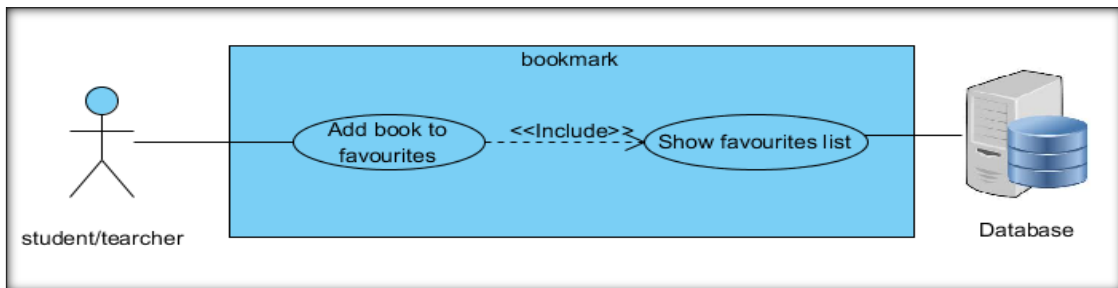 bookmark
Add book to
favourites
<<Include>>
Show favourites list
student/tearcher
Database